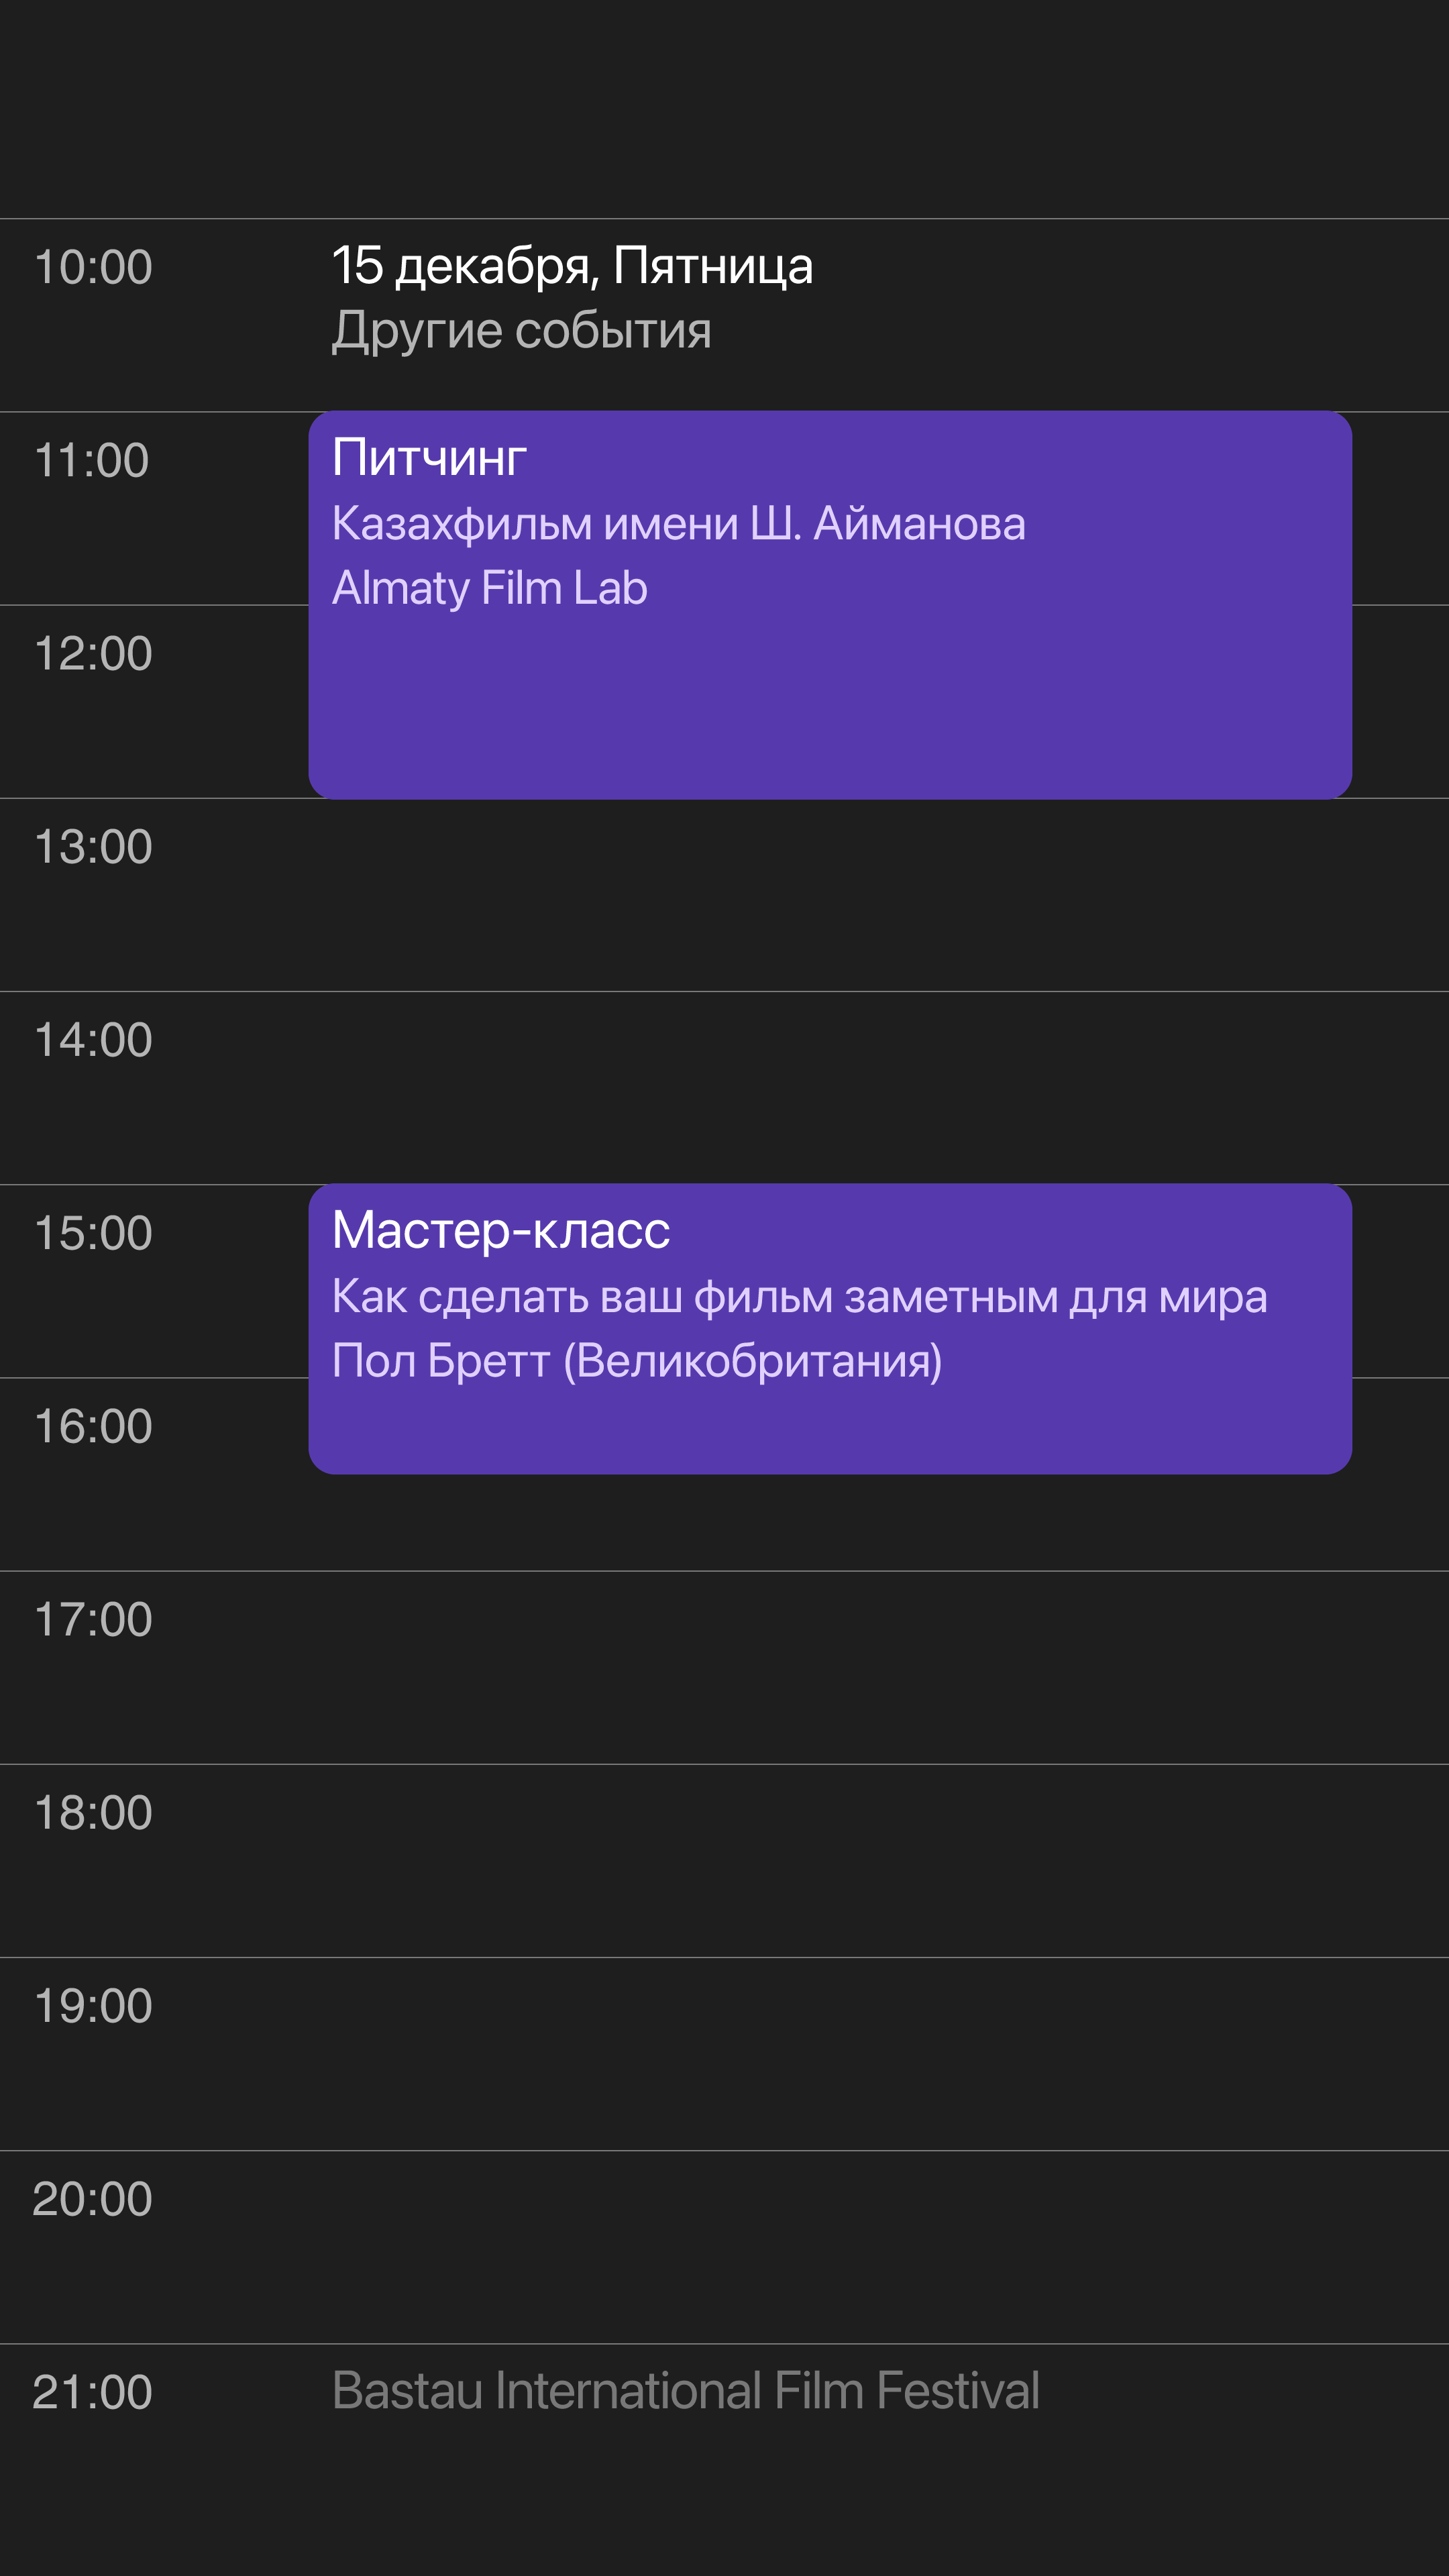 10:00 15 декабря, Пятница
Другие события
11:00 Питчинг
Казахфильм имени Ш. Айманова
Almaty Film Lab
12:00
13:00
14:00
15:00 Мастер-класс
Как сделать ваш фильм заметным для мира
Пол Бретт (Великобритания)
16:00
17:00
18:00
19:00
20:00
21:00 Bastau International Film Festival